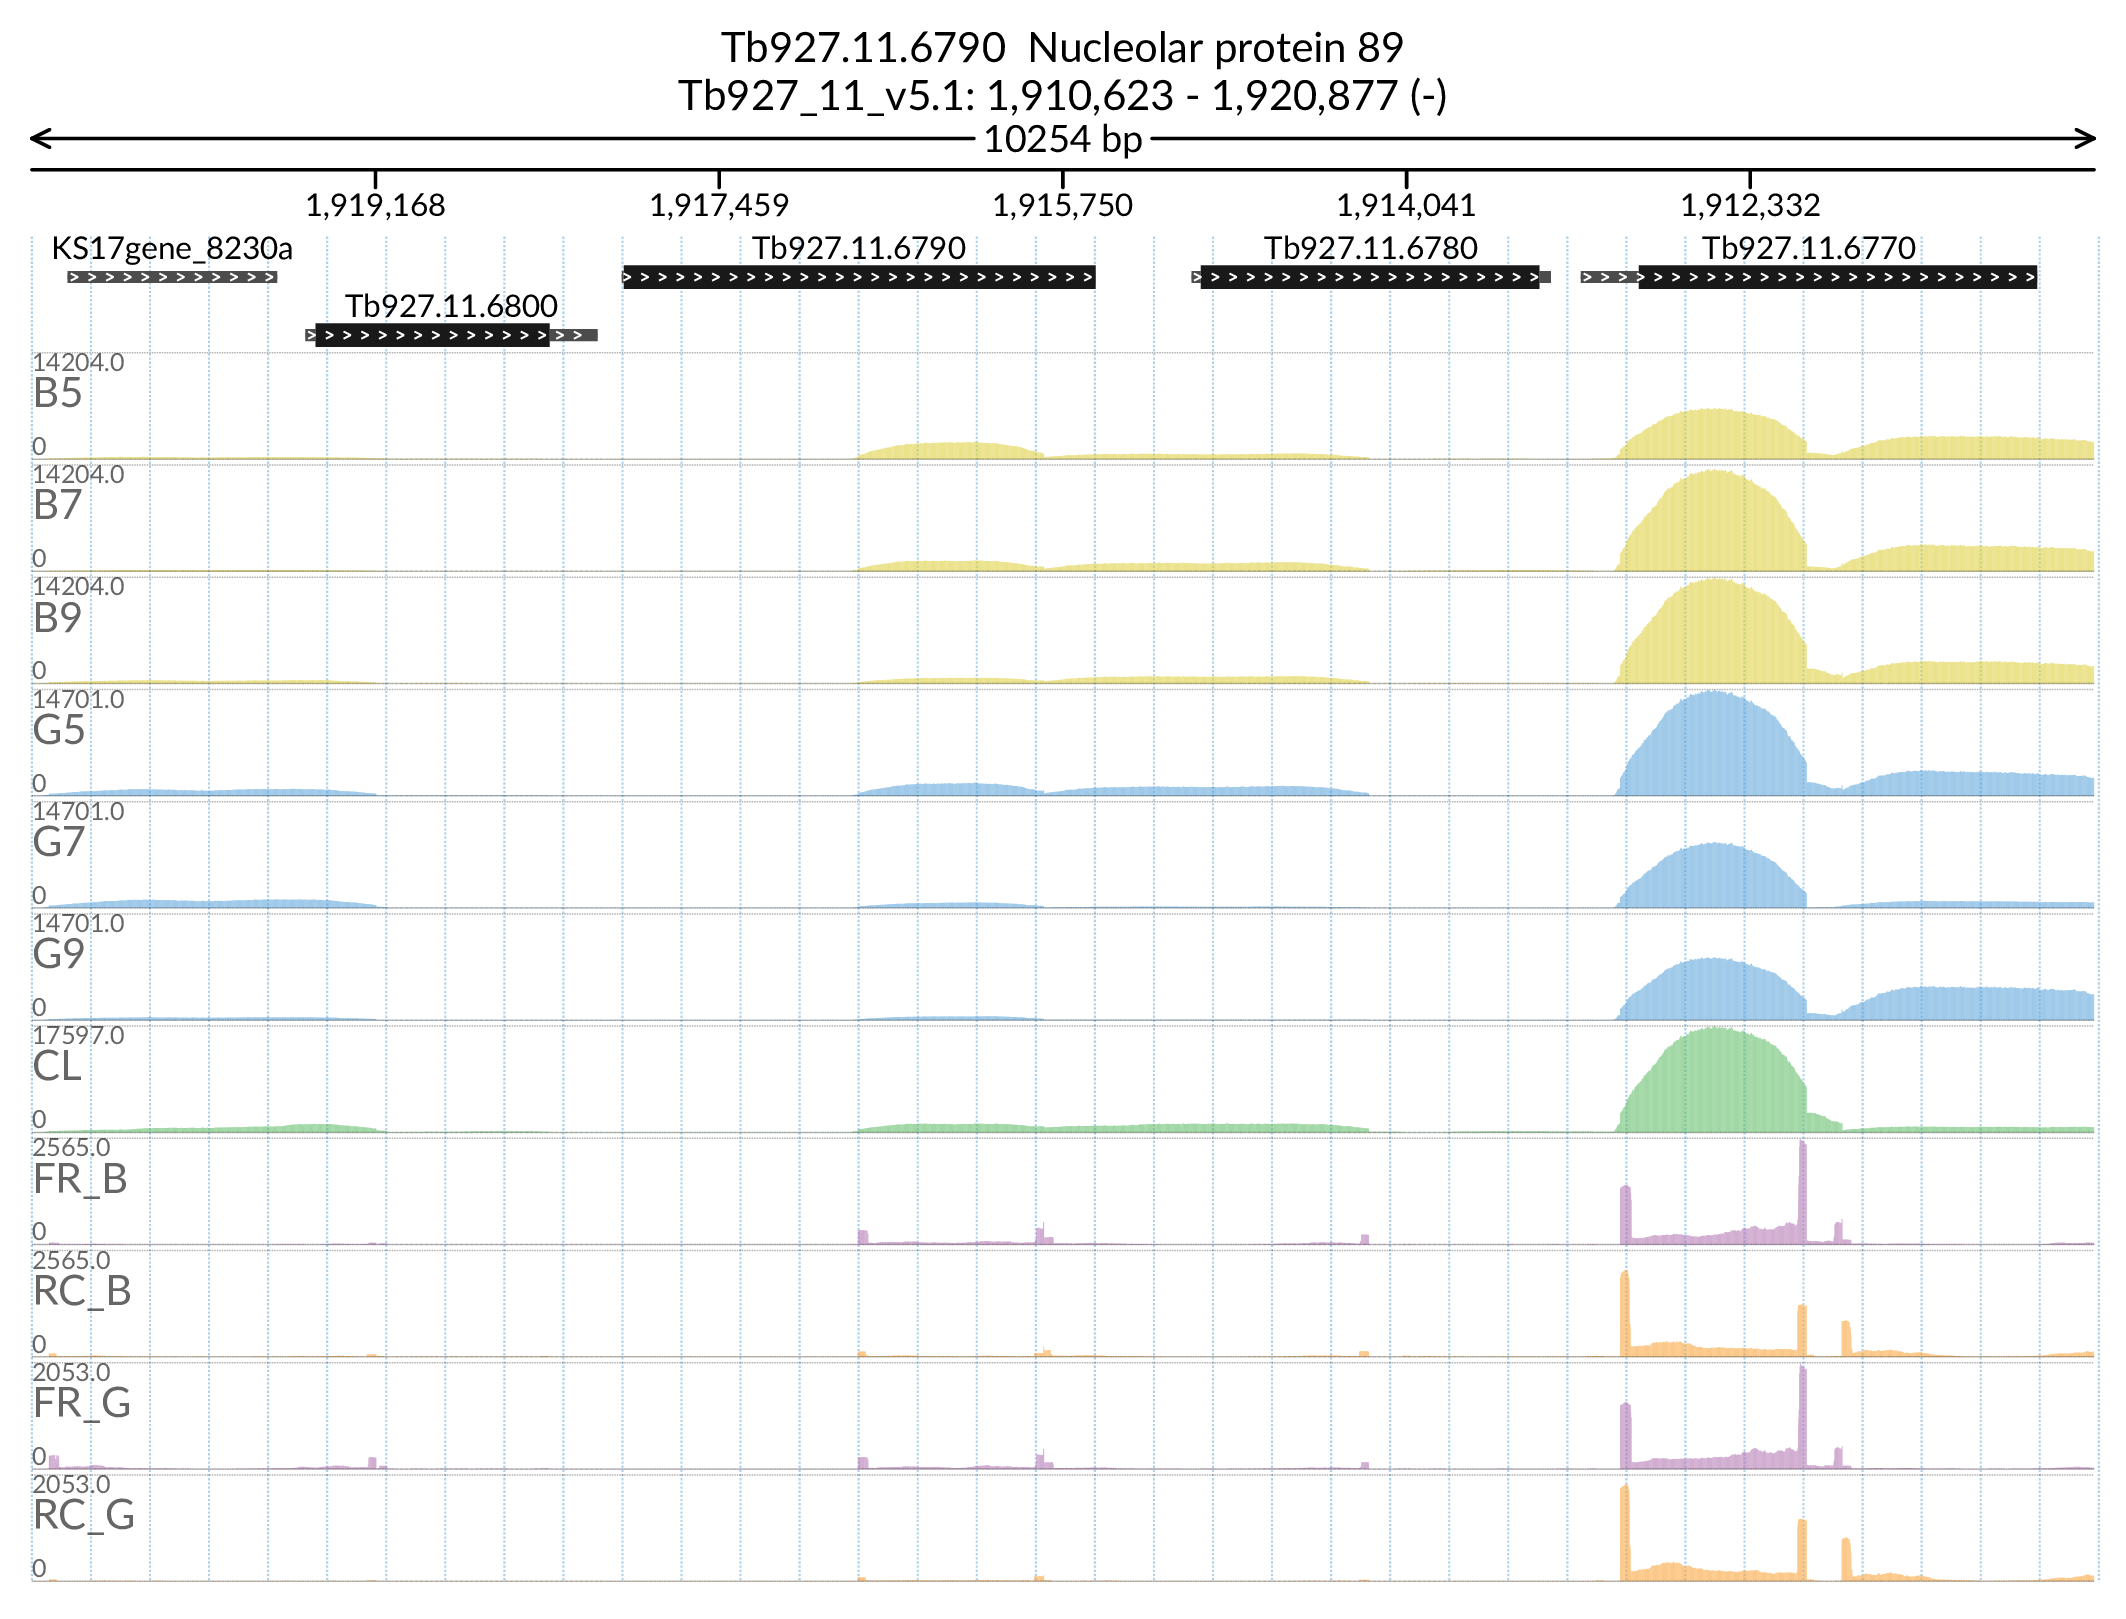 Tb927.11.6790  Nucleolar protein 89
Tb927_11_v5.1: 1,910,623 - 1,920,877 (-)
10254 bp
1,919,168 1,917,459 1,915,750 1,914,041 1,912,332
KS17gene_8230a Tb927.11.6790 Tb927.11.6780 Tb927.11.6770
Tb927.11.6800
14204.0
B5
0
14204.0
B7
0
14204.0
B9
0
14701.0
G5
0
14701.0
G7
0
14701.0
G9
0
17597.0
CL
0
2565.0
FR_B
0
2565.0
RC_B
0
2053.0
FR_G
0
2053.0
RC_G
0